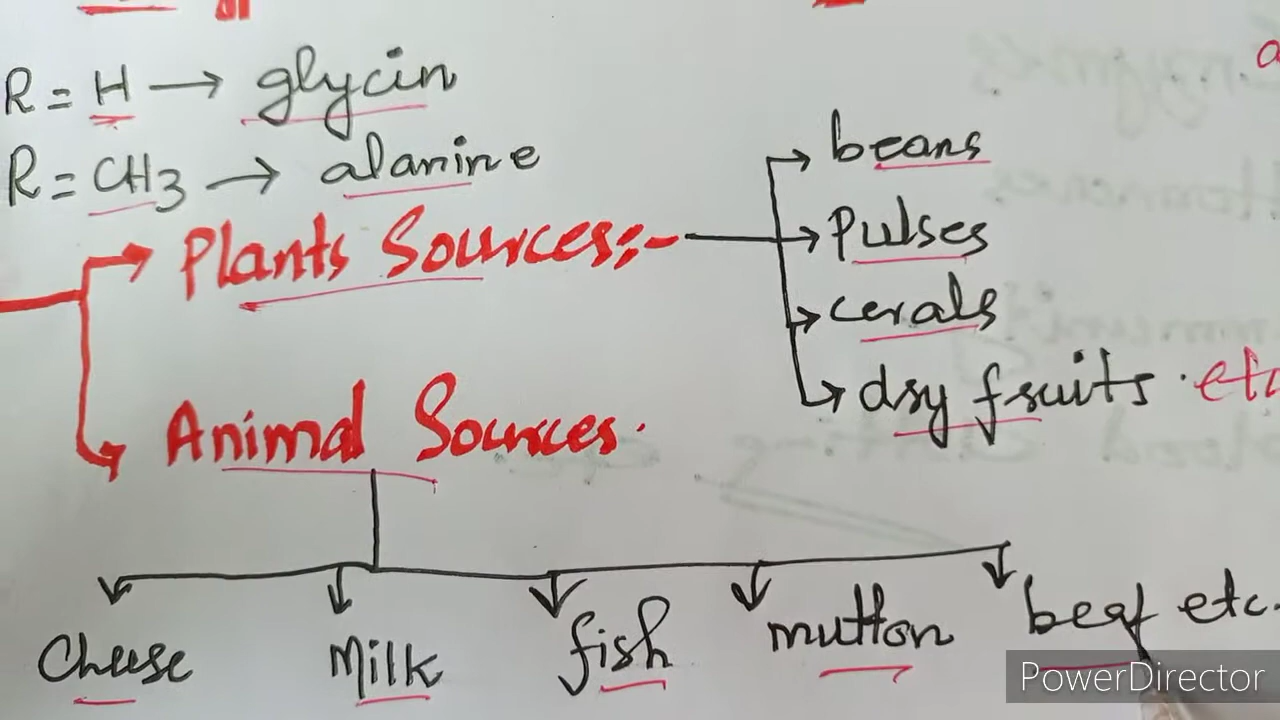 R = H → glycin
R = CH3 → alanine
Plants Sources:-
→ beans
→ Pulses
→ cerals
→ dry fruits. etc
Animal Sources.
Cheese
Milk
fish
mutton
beaf etc.
PowerDirector